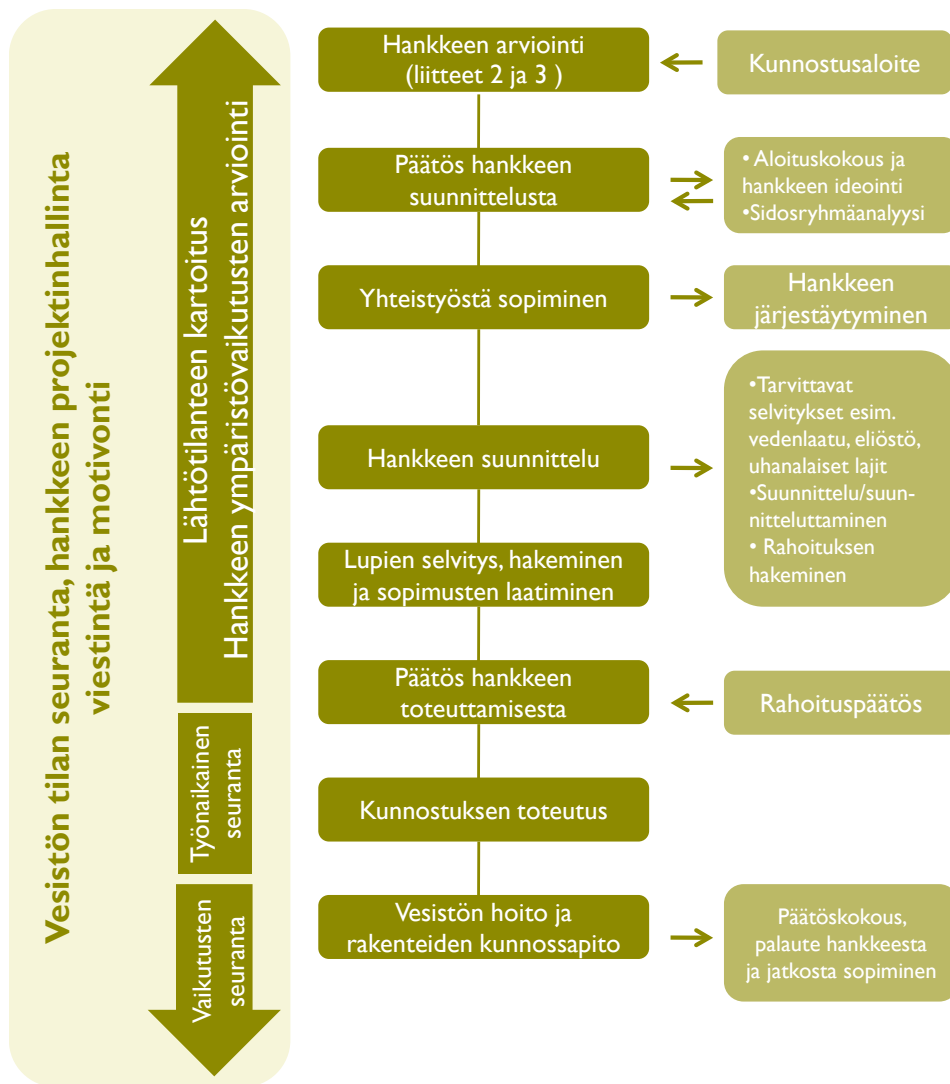 Vesistön tilan seuranta, hankkeen projektinhallinta
viestintä ja motivonti
Lähtötilanteen kartoitus
Hankkeen ympäristövaikutusten arviointi
Työnaikainen
seuranta
Vaikutusten
seuranta
Hankkeen arviointi
(liitteet 2 ja 3 )
Kunnostusaloite
Päätös hankkeen
suunnittelusta
• Aloituskokous ja
hankkeen ideointi
•Sidosryhmäanalyysi
Yhteistyöstä sopiminen
Hankkeen
järjestäytyminen
Hankkeen suunnittelu
•Tarvittavat
selvitykset esim.
vedenlaatu, eliöstö,
uhanalaiset lajit
•Suunnittelu/suun-
nitteluttaminen
• Rahoituksen
hakeminen
Lupien selvitys, hakeminen
ja sopimusten laatiminen
Päätös hankkeen
toteuttamisesta
Rahoituspäätös
Kunnostuksen toteutus
Vesistön hoito ja
rakenteiden kunnossapito
Päätöskokous,
palaute hankkeesta
ja jatkosta sopiminen